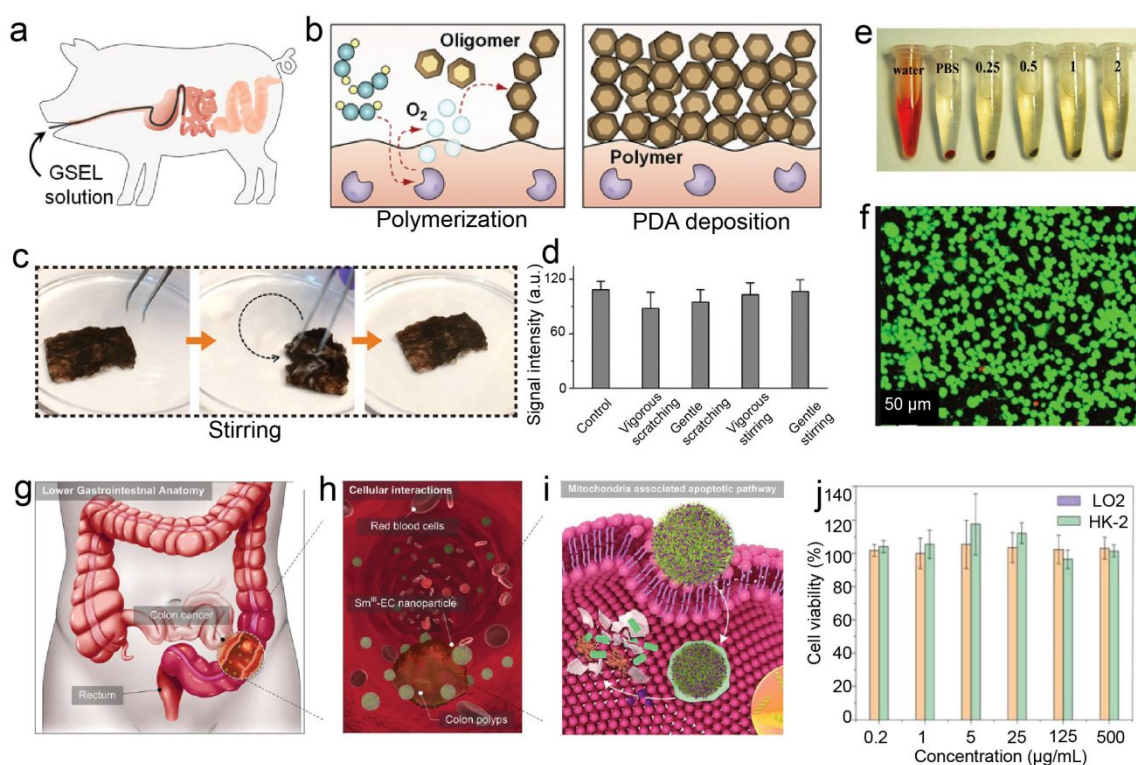 a
GSEL
solution
b
Oligomer
O₂
Polymer
Polymerization
PDA deposition
c
Stirring
d
Signal intensity (a.u.)
120
60
0
Control
Vigorous
scratching
Gentle
scratching
Vigorous
stirring
Gentle
stirring
e
water PBS 0.25 0.5 1 2
f
50 μm
g
Lower Gastrointestnal Anatomy
Colon cancer
Rectum
h
Cellular interactions
Red blood cells
Smᴵᴵᴵ-EC nanoparticle
Colon polyps
i
Mitochondria associated apoptotic pathway
j
Cell viability (%)
140
120
100
80
60
40
20
0
LO2
HK-2
0.2 1 5 25 125 500
Concentration (μg/mL)